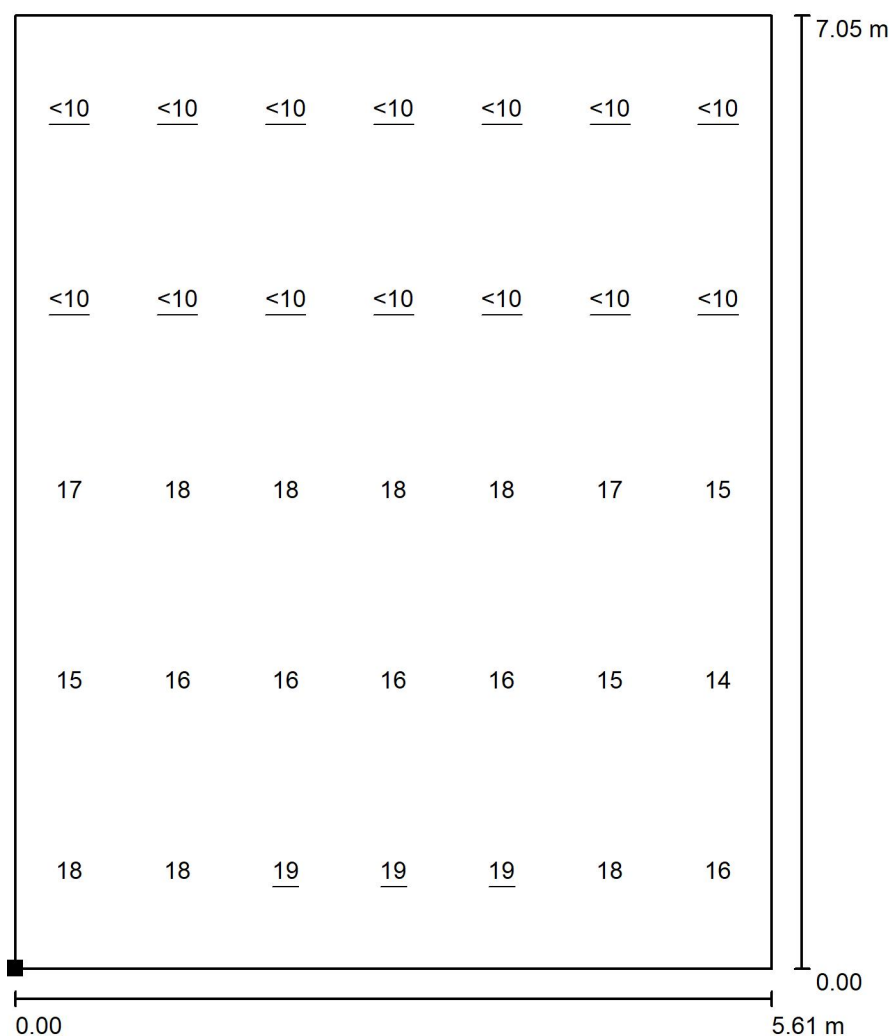 7.05 m
<10 <10 <10 <10 <10 <10 <10
<10 <10 <10 <10 <10 <10 <10
17 18 18 18 18 17 15
15 16 16 16 16 15 14
18 18 19 19 19 18 16
0.00
0.00 5.61 m